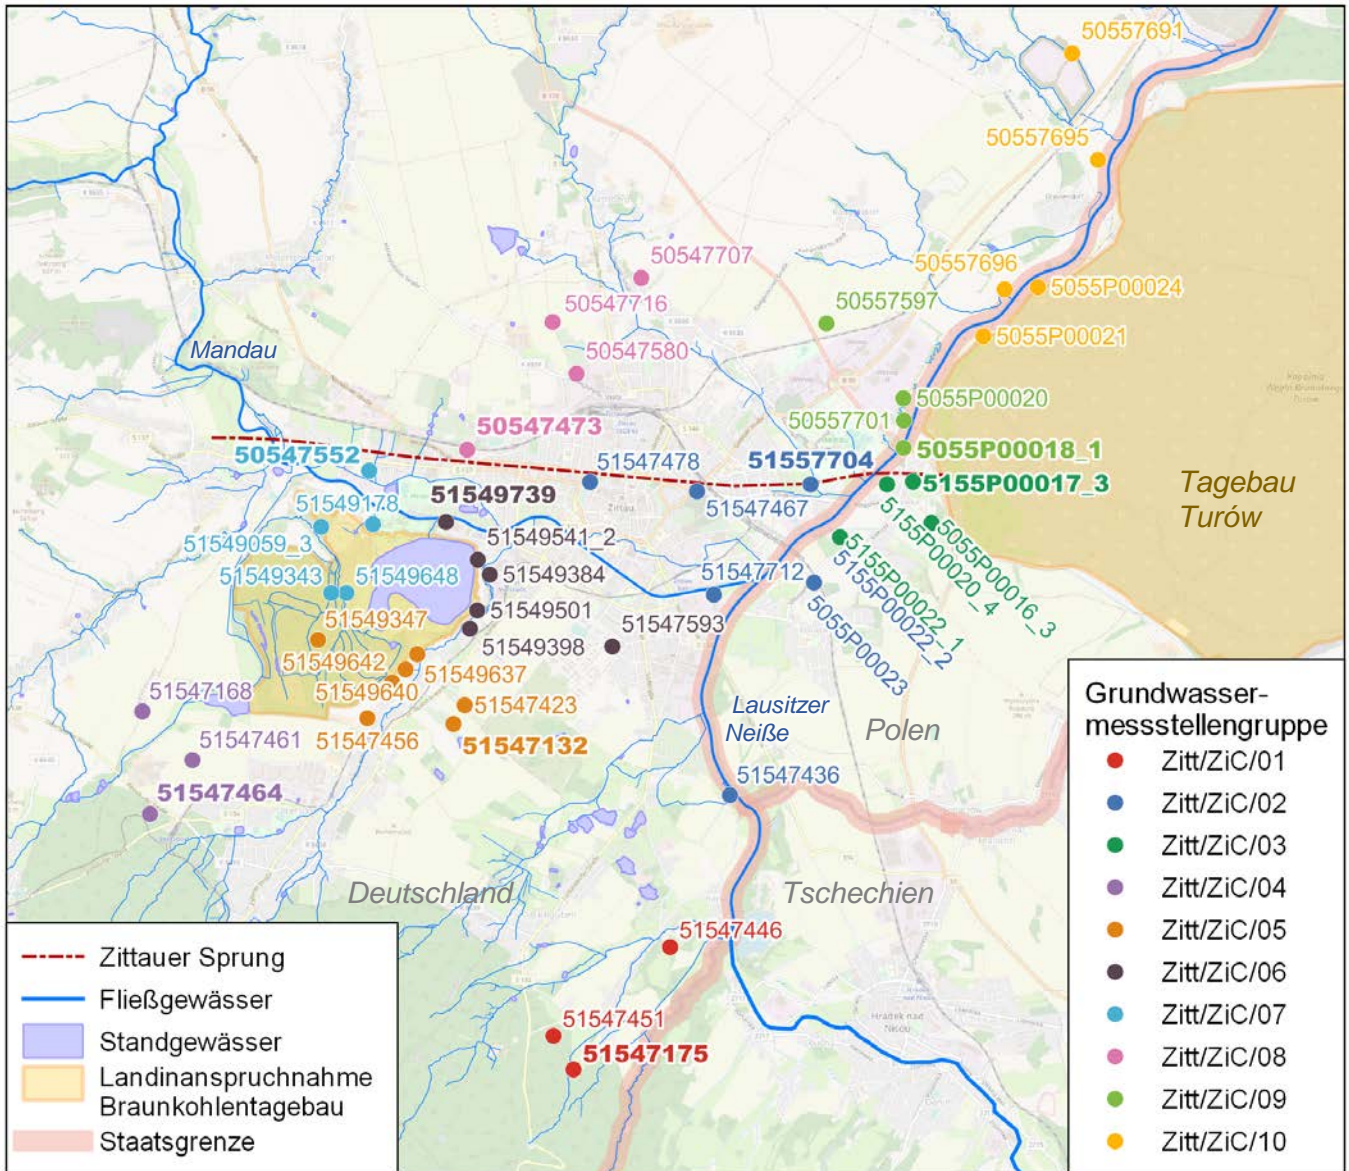 50557691
50557695
50547707
50557696
5055P00024
50547716
50557597
5055P00021
Mandau
50547580
5055P00020
50547473
50557701
50547552
51547478
51557704
5055P00018_1
5155P00017_3
Tagebau
Turów
51549178
51549739
51547467
51549059_3
51549541_2
5155P00020_4
5055P00016_3
51549343
51549648
51549384
51547712
5155P00022_1
5155P00022_2
5055P00023
51549501
51549347
51547593
51549398
51549642
51549637
51547168
51549640
51547423
Lausitzer
Neiße
Polen
51547461
51547456
51547132
51547464
51547436
Deutschland
Tschechien
51547446
51547451
51547175
Zittau
Hrádek nad
Nisou
Zittauer Sprung
Fließgewässer
Standgewässer
Landinanspruchnahme
Braunkohlentagebau
Staatsgrenze
Grundwasser-
messstellengruppe
Zitt/ZiC/01
Zitt/ZiC/02
Zitt/ZiC/03
Zitt/ZiC/04
Zitt/ZiC/05
Zitt/ZiC/06
Zitt/ZiC/07
Zitt/ZiC/08
Zitt/ZiC/09
Zitt/ZiC/10